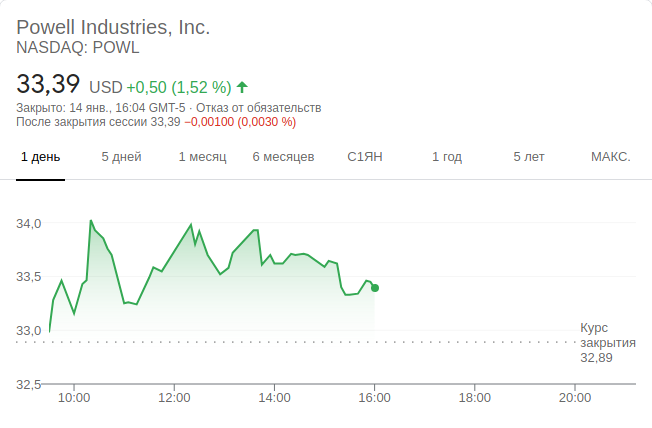 Powell Industries, Inc.
NASDAQ: POWL
33,39 USD +0,50 (1,52 %)
Закрыто: 14 янв., 16:04 GMT-5 · Отказ от обязательств
После закрытия сессии 33,39 −0,00100 (0,0030 %)
1 день 5 дней 1 месяц 6 месяцев С1ЯН 1 год 5 лет МАКС.
34,0
33,5
33,0
Курс
закрытия
32,89
32,5
10:00 12:00 14:00 16:00 18:00 20:00